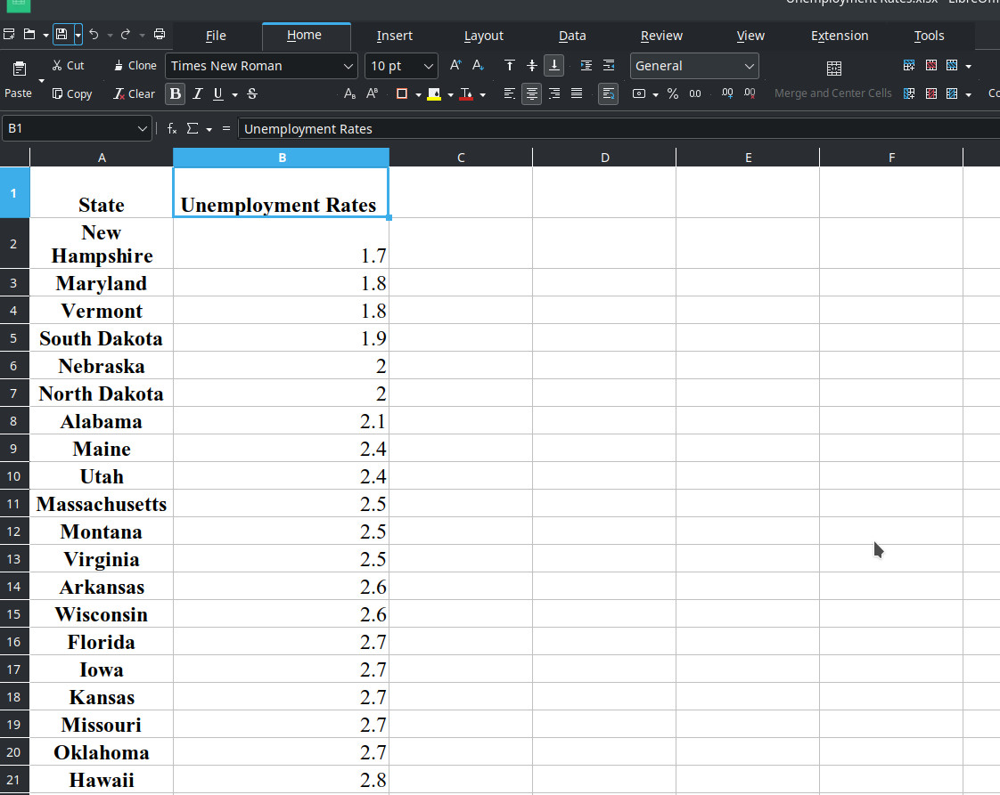 Unemployment Rates.xlsx - LibreOffi
File Home Insert Layout Data Review View Extension Tools
Cut Clone Times New Roman 10 pt General
Paste Copy Clear B I U S Merge and Center Cells Co
B1 fx Σ = Unemployment Rates
A B C D E F
1 State Unemployment Rates
2 New
Hampshire 1.7
3 Maryland 1.8
4 Vermont 1.8
5 South Dakota 1.9
6 Nebraska 2
7 North Dakota 2
8 Alabama 2.1
9 Maine 2.4
10 Utah 2.4
11 Massachusetts 2.5
12 Montana 2.5
13 Virginia 2.5
14 Arkansas 2.6
15 Wisconsin 2.6
16 Florida 2.7
17 Iowa 2.7
18 Kansas 2.7
19 Missouri 2.7
20 Oklahoma 2.7
21 Hawaii 2.8